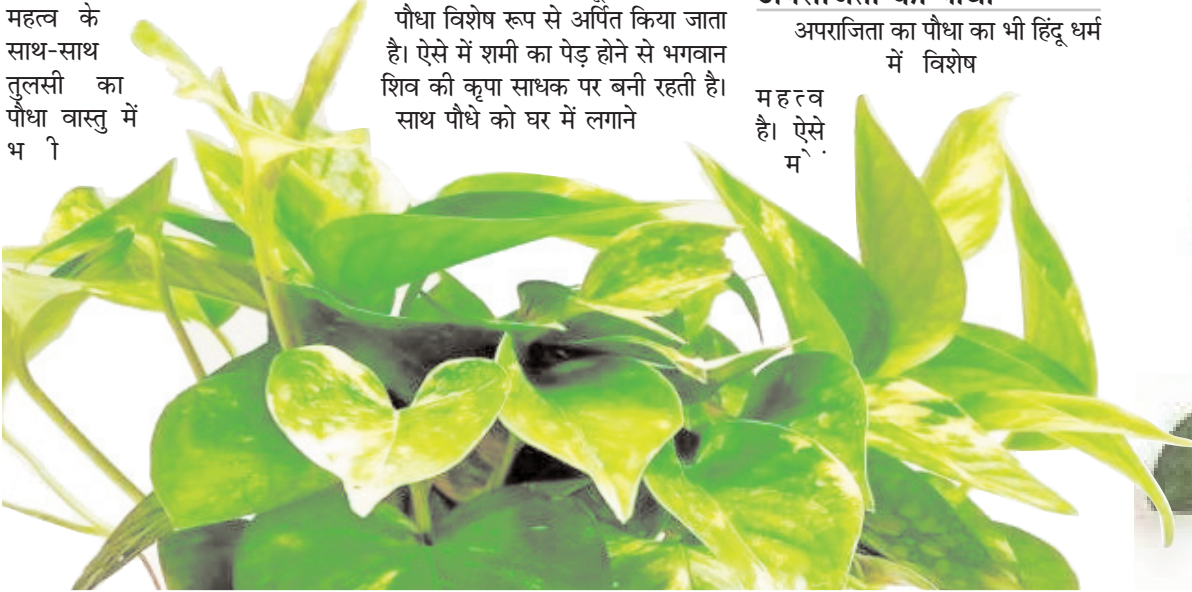 महत्व के
साथ-साथ
तुलसी का
पौधा वास्तु में
भी
पौधा विशेष रूप से अर्पित किया जाता
है। ऐसे में शमी का पेड़ होने से भगवान
शिव की कृपा साधक पर बनी रहती है।
साथ पौधे को घर में लगाने
अपराजिता का पौधा का भी हिंदू धर्म
में विशेष
महत्व
है। ऐसे
में